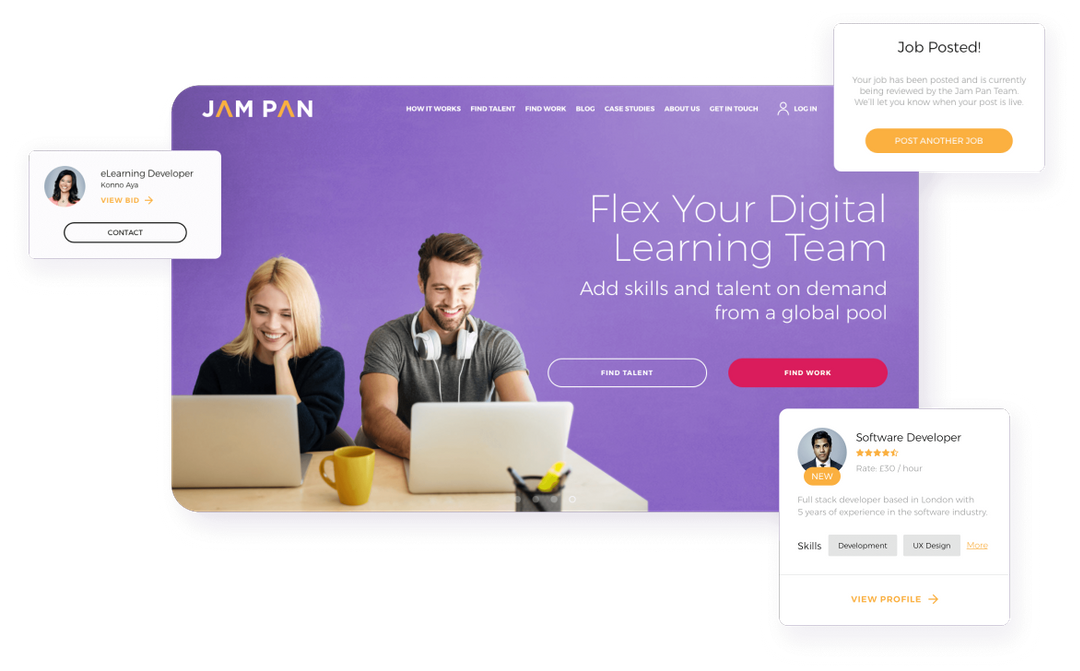 Job Posted!
Your job has been posted and is currently
being reviewed by the Jam Pan Team.
We'll let you know when your post is live.
POST ANOTHER JOB
JAM PAN
HOW IT WORKS FIND TALENT FIND WORK BLOG CASE STUDIES ABOUT US GET IN TOUCH LOG IN
eLearning Developer
Konno Aya
VIEW BID
CONTACT
Flex Your Digital
Learning Team
Add skills and talent on demand
from a global pool
FIND TALENT FIND WORK
Software Developer
Rate: £30 / hour
NEW
Full stack developer based in London with
5 years of experience in the software industry.
Skills Development UX Design More
VIEW PROFILE